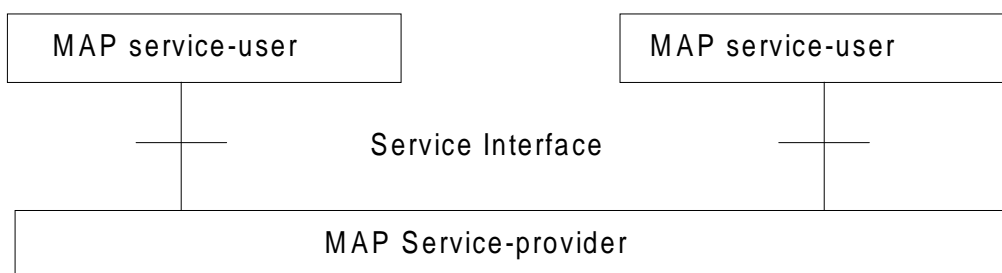 MAP service-user
MAP service-user
Service Interface
MAP Service-provider